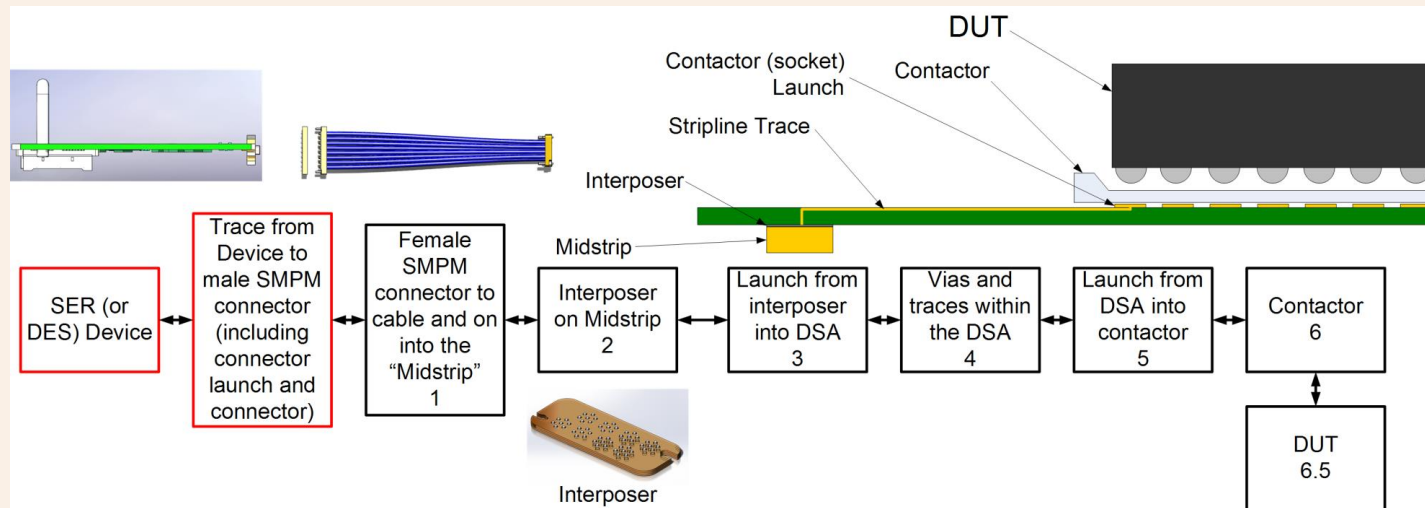 DUT
Contactor (socket)
Launch
Contactor
Stripline Trace
Interposer
Midstrip
SER (or
DES) Device
Trace from
Device to
male SMPM
connector
(including
connector
launch and
connector)
Female
SMPM
connector to
cable and on
into the
“Midstrip”
1
Interposer
on Midstrip
2
Launch from
interposer
into DSA
3
Vias and
traces within
the DSA
4
Launch from
DSA into
contactor
5
Contactor
6
DUT
6.5
Interposer